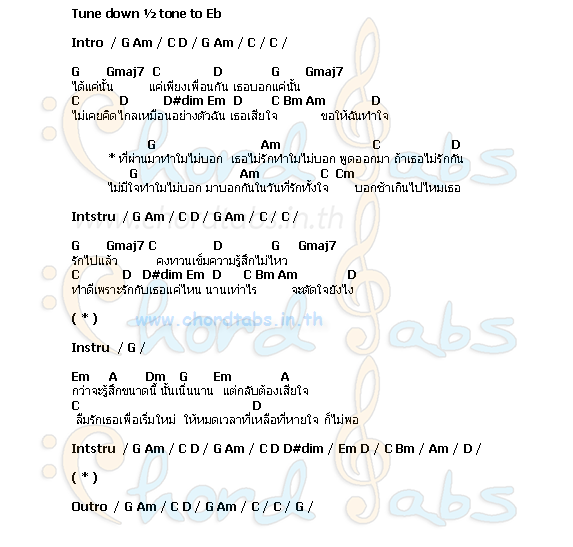 Tune down ½ tone to Eb
Intro / G Am / C D / G Am / C / C /
G Gmaj7 C D G Gmaj7
ได้แค่นั้น แค่เพียงเพื่อนกัน เธอบอกแค่นั้น
C D D#dim Em D C Bm Am D
ไม่เคยคิดไกลเหมือนอย่างตัวฉัน เธอเสียใจ ขอให้ฉันทำใจ
G Am C D
* ที่ผ่านมาทำไมไม่บอก เธอไม่รักทำไมไม่บอก พูดออกมา ถ้าเธอไม่รักกัน
G Am C Cm
ไม่มีใจทำไมไม่บอก มาบอกกันในวันที่รักทั้งใจ บอกช้าเกินไปไหมเธอ
Intstru / G Am / C D / G Am / C / C /
G Gmaj7 C D G Gmaj7
รักไปแล้ว คงทวนเข็มความรู้สึกไม่ไหว
C D D#dim Em D C Bm Am D
ทำดีเพราะรักกับเธอแค่ไหน นานเท่าไร จะตัดใจยังไง
www.chordtabs.in.th
( * )
Instru / G /
Em A Dm G Em A
กว่าจะรู้สึกขนาดนี้ นั้นเนิ่นนาน แต่กลับต้องเสียใจ
C D
ลืมรักเธอเพื่อเริ่มใหม่ ให้หมดเวลาที่เหลือที่หายใจ ก็ไม่พอ
Intstru / G Am / C D / G Am / C D D#dim / Em D / C Bm / Am / D /
( * )
Outro / G Am / C D / G Am / C / C / G /